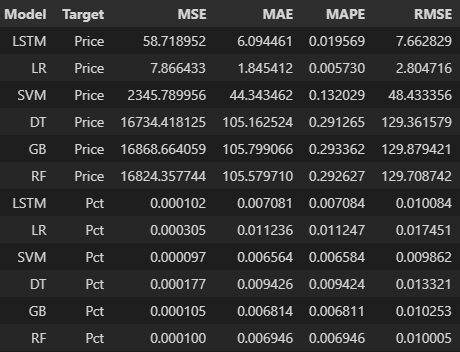 Model Target MSE MAE MAPE RMSE
LSTM Price 58.718952 6.094461 0.019569 7.662829
LR Price 7.866433 1.845412 0.005730 2.804716
SVM Price 2345.789956 44.343462 0.132029 48.433356
DT Price 16734.418125 105.162524 0.291265 129.361579
GB Price 16868.664059 105.799066 0.293362 129.879421
RF Price 16824.357744 105.579710 0.292627 129.708742
LSTM Pct 0.000102 0.007081 0.007084 0.010084
LR Pct 0.000305 0.011236 0.011247 0.017451
SVM Pct 0.000097 0.006564 0.006584 0.009862
DT Pct 0.000177 0.009426 0.009424 0.013321
GB Pct 0.000105 0.006814 0.006811 0.010253
RF Pct 0.000100 0.006946 0.006946 0.010005